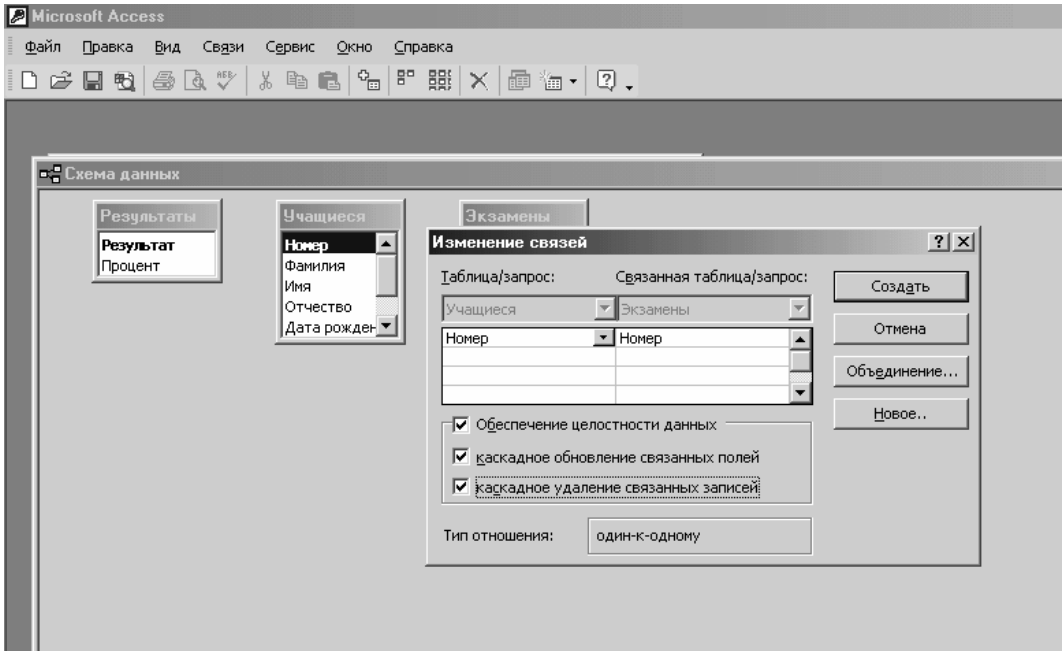 Microsoft Access
Файл Правка Вид Связи Сервис Окно Справка
Схема данных
Результаты
Результат
Процент
Учащиеся
Номер
Фамилия
Имя
Отчество
Дата рожден
Экзамены
Изменение связей
Таблица/запрос: Связанная таблица/запрос:
Учащиеся Экзамены
Номер Номер
Создать
Отмена
Объединение...
Новое..
Обеспечение целостности данных
каскадное обновление связанных полей
каскадное удаление связанных записей
Тип отношения: один-к-одному